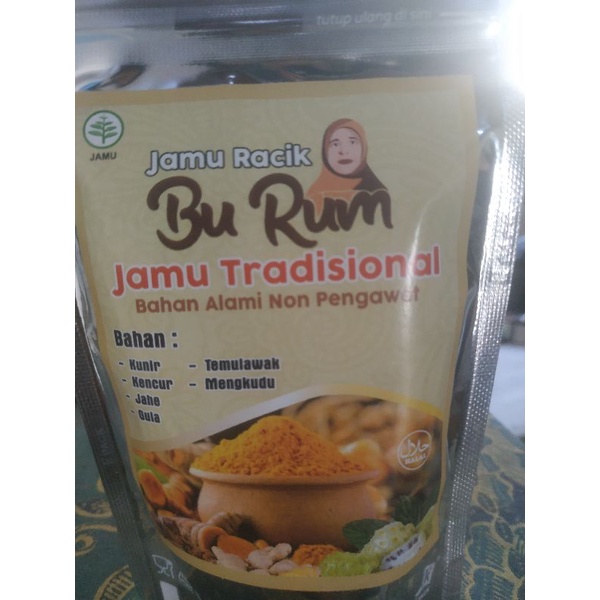 tutup ulang di sini
JAMU
Jamu Racik
Bu Rum
Jamu Tradisional
Bahan Alami Non Pengawet
Bahan :
- Kunir - Temulawak
- Kencur - Mengkudu
- Jahe
- Gula
حلال
HALAL